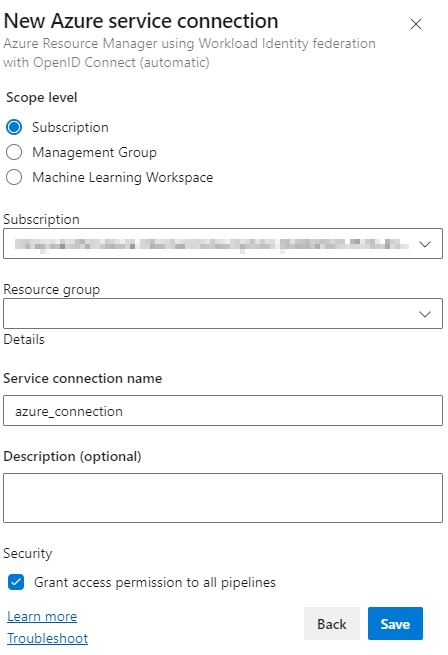 New Azure service connection
Azure Resource Manager using Workload Identity federation
with OpenID Connect (automatic)
Scope level
Subscription
Management Group
Machine Learning Workspace
Subscription
Resource group
Details
Service connection name
azure_connection
Description (optional)
Security
Grant access permission to all pipelines
Learn more
Troubleshoot
Back
Save